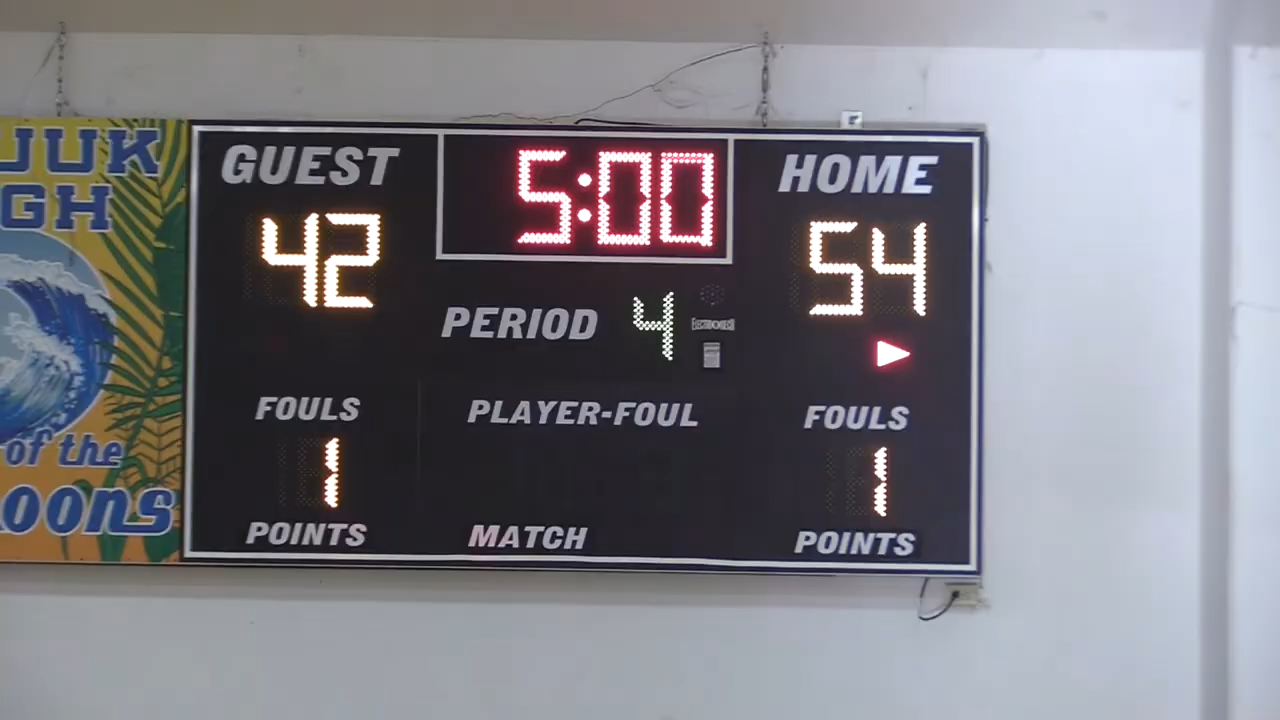 UUK
GH
of the
oons
GUEST 5:00 HOME
42 54
PERIOD 4
FOULS PLAYER-FOUL FOULS
1 1
POINTS MATCH POINTS